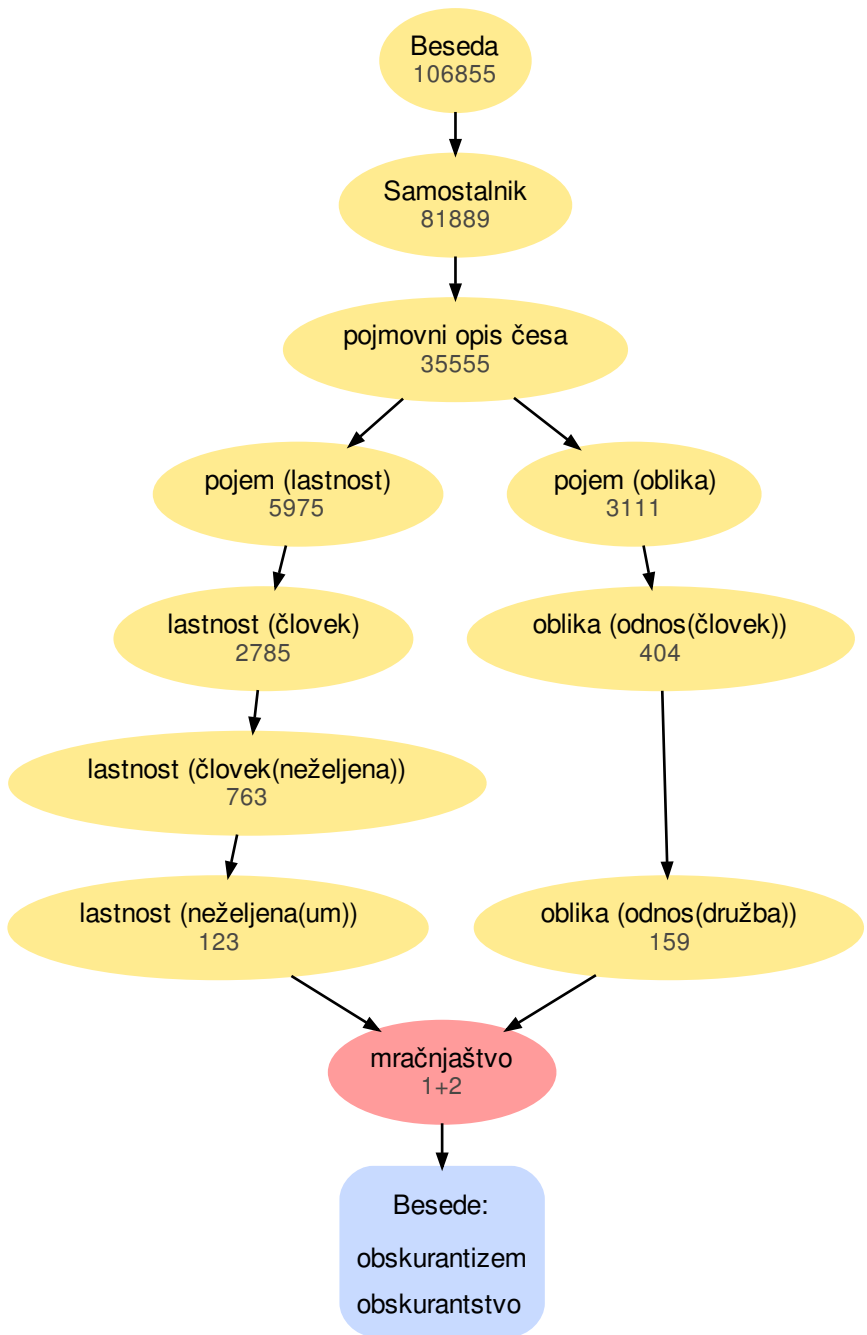 Beseda
106855
Samostalnik
81889
pojmovni opis česa
35555
pojem (lastnost)
5975
pojem (oblika)
3111
lastnost (človek)
2785
oblika (odnos(človek))
404
lastnost (človek(neželjena))
763
lastnost (neželjena(um))
123
oblika (odnos(družba))
159
mračnjaštvo
1+2
Besede:
obskurantizem
obskurantstvo